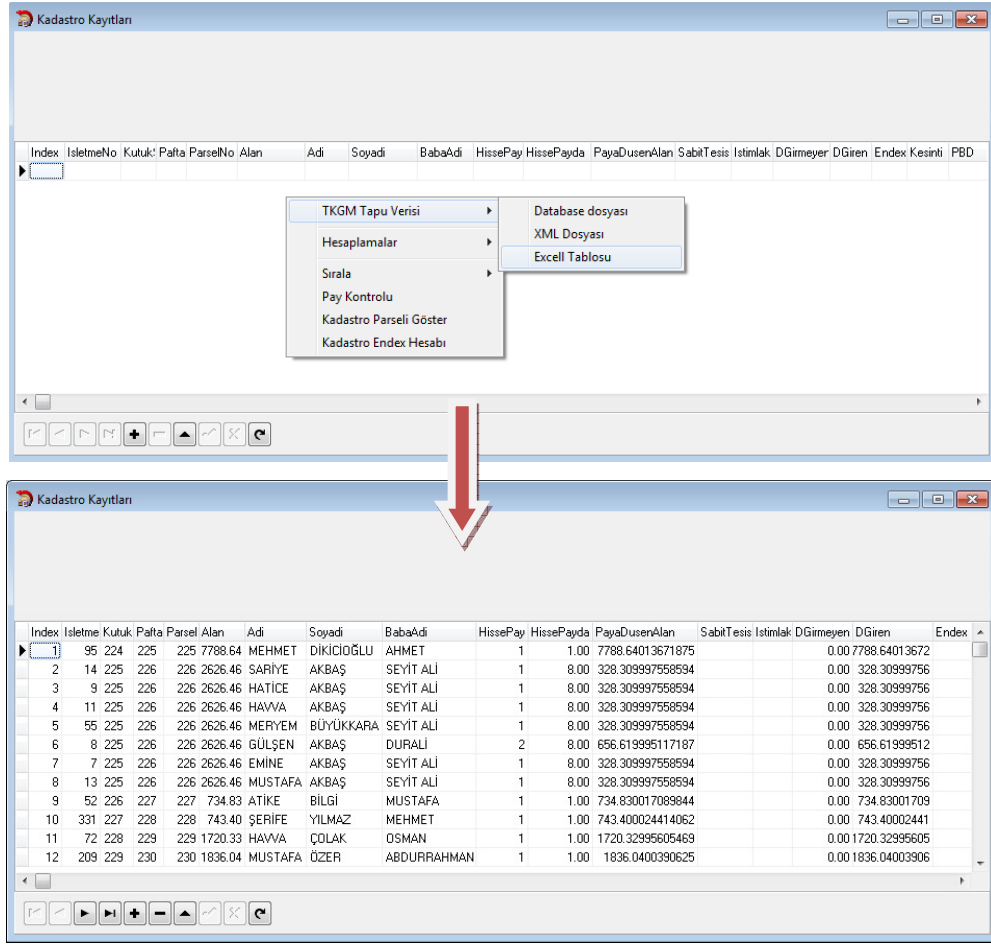 Kadastro Kayıtları
Index IsletmeNo Kutuk! Pafta ParselNo Alan Adi Soyadi BabaAdi HissePay HissePayda PayaDusenAlan SabitTesis Istimlak DGirmeyer DGiren Endex Kesinti PBD
TKGM Tapu Verisi
Database dosyası
XML Dosyası
Hesaplamalar
Excell Tablosu
Sırala
Pay Kontrolu
Kadastro Parseli Göster
Kadastro Endex Hesabı
Kadastro Kayıtları
Index Isletme Kutuk Pafta Parsel Alan Adi Soyadi BabaAdi HissePay HissePayda PayaDusenAlan SabitTesis Istimlak DGirmeyen DGiren Endex
1 95 224 225 225 7788.64 MEHMET DİKİCİOĞLU AHMET 1 1.00 7788.64013671875 0.00 7788.64013672
2 14 225 226 226 2626.46 SARİYE AKBAŞ SEYİT ALİ 1 8.00 328.309997558594 0.00 328.30999756
3 9 225 226 226 2626.46 HATİCE AKBAŞ SEYİT ALİ 1 8.00 328.309997558594 0.00 328.30999756
4 11 225 226 226 2626.46 HAVVA AKBAŞ SEYİT ALİ 1 8.00 328.309997558594 0.00 328.30999756
5 55 225 226 226 2626.46 MERYEM BÜYÜKKARA SEYİT ALİ 1 8.00 328.309997558594 0.00 328.30999756
6 8 225 226 226 2626.46 GÜLŞEN AKBAŞ DURALİ 2 8.00 656.619995117187 0.00 656.61999512
7 7 225 226 226 2626.46 EMİNE AKBAŞ SEYİT ALİ 1 8.00 328.309997558594 0.00 328.30999756
8 13 225 226 226 2626.46 MUSTAFA AKBAŞ SEYİT ALİ 1 8.00 328.309997558594 0.00 328.30999756
9 52 226 227 227 734.83 ATİKE BİLGİ MUSTAFA 1 1.00 734.830017089844 0.00 734.83001709
10 331 227 228 228 743.40 ŞERİFE YILMAZ MEHMET 1 1.00 743.400024414062 0.00 743.40002441
11 72 228 229 229 1720.33 HAVVA ÇOLAK OSMAN 1 1.00 1720.32995605469 0.00 1720.32995605
12 209 229 230 230 1836.04 MUSTAFA ÖZER ABDURRAHMAN 1 1.00 1836.0400390625 0.00 1836.04003906